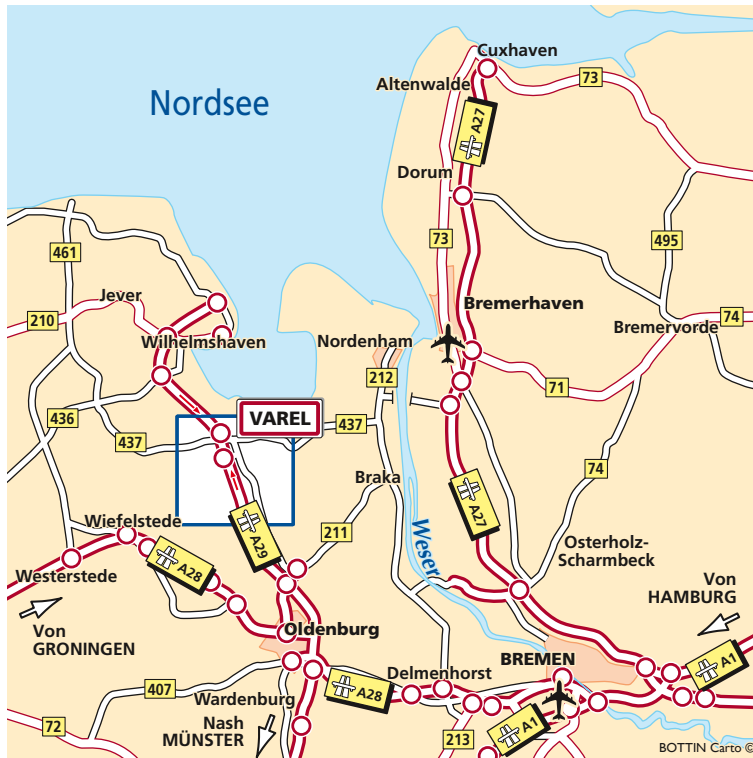 Cuxhaven
73
Altenwalde
Nordsee
A27
Dorum
461
73
495
Jever
210
Bremerhaven
74
Wilhelmshaven
Nordenham
Bremervorde
212
71
436
VAREL
437
437
74
Braka
A27
Wiefelstede
211
A29
Weser
Osterholz-
Scharmbeck
A28
Westerstede
Von
HAMBURG
Von
GRONINGEN
Oldenburg
BREMEN
A1
Delmenhorst
407
A28
Wardenburg
72
Nash
MÜNSTER
A1
213
BOTTIN Carto ©